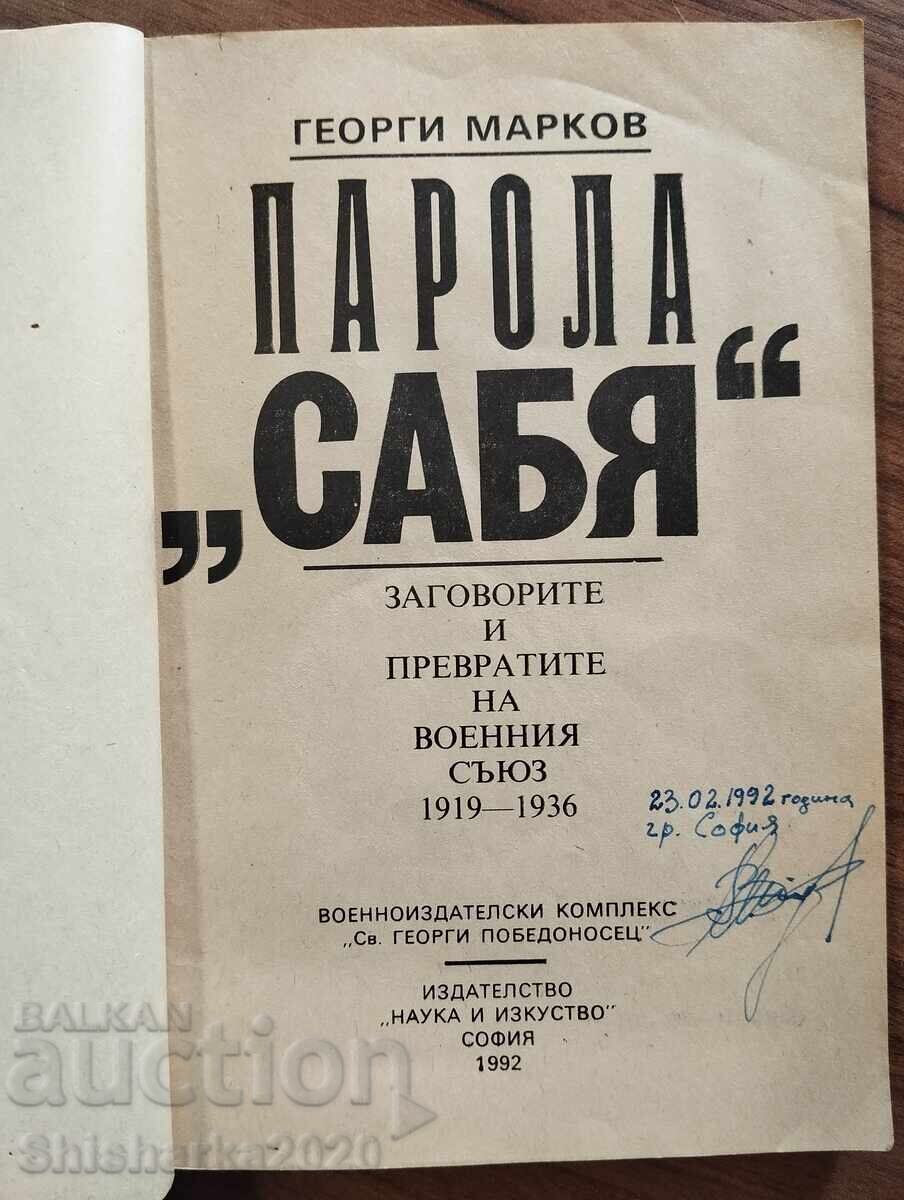 ГЕОРГИ МАРКОВ
ПАРОЛА
„САБЯ“
ЗАГОВОРИТЕ
И
ПРЕВРАТИТЕ
НА
ВОЕННИЯ
СЪЮЗ
1919—1936
23.02.1992 година
гр. София
ВОЕННОИЗДАТЕЛСКИ КОМПЛЕКС
„Св. ГЕОРГИ ПОБЕДОНОСЕЦ"
ИЗДАТЕЛСТВО
„НАУКА И ИЗКУСТВО"
СОФИЯ
1992
BALKAN
auction
Shisharka2020